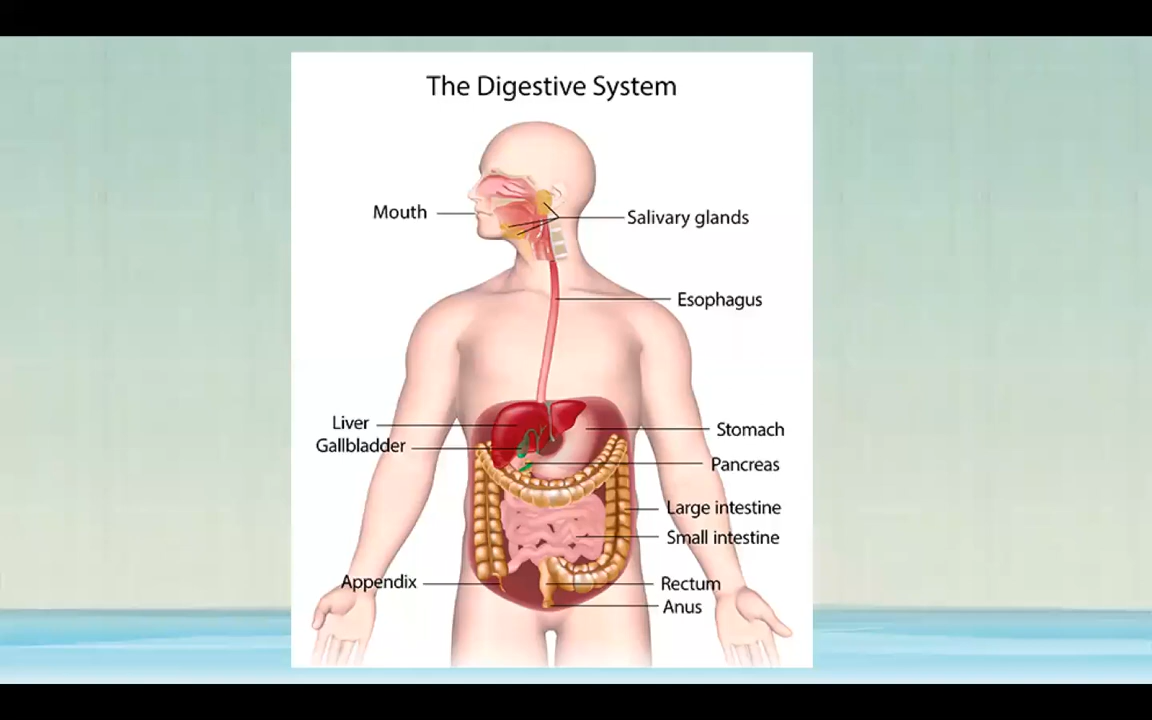 The Digestive System
Mouth
Salivary glands
Esophagus
Liver
Stomach
Gallbladder
Pancreas
Large intestine
Small intestine
Appendix
Rectum
Anus